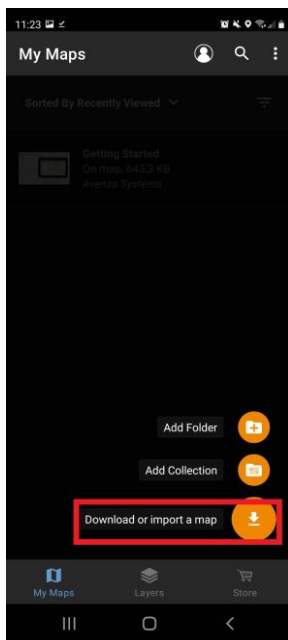 11:23
My Maps
Sorted By Recently Viewed
Getting Started
On map, 645,3 KB
Avenza Systems
Add Folder
Add Collection
Download or import a map
My Maps
Layers
Store